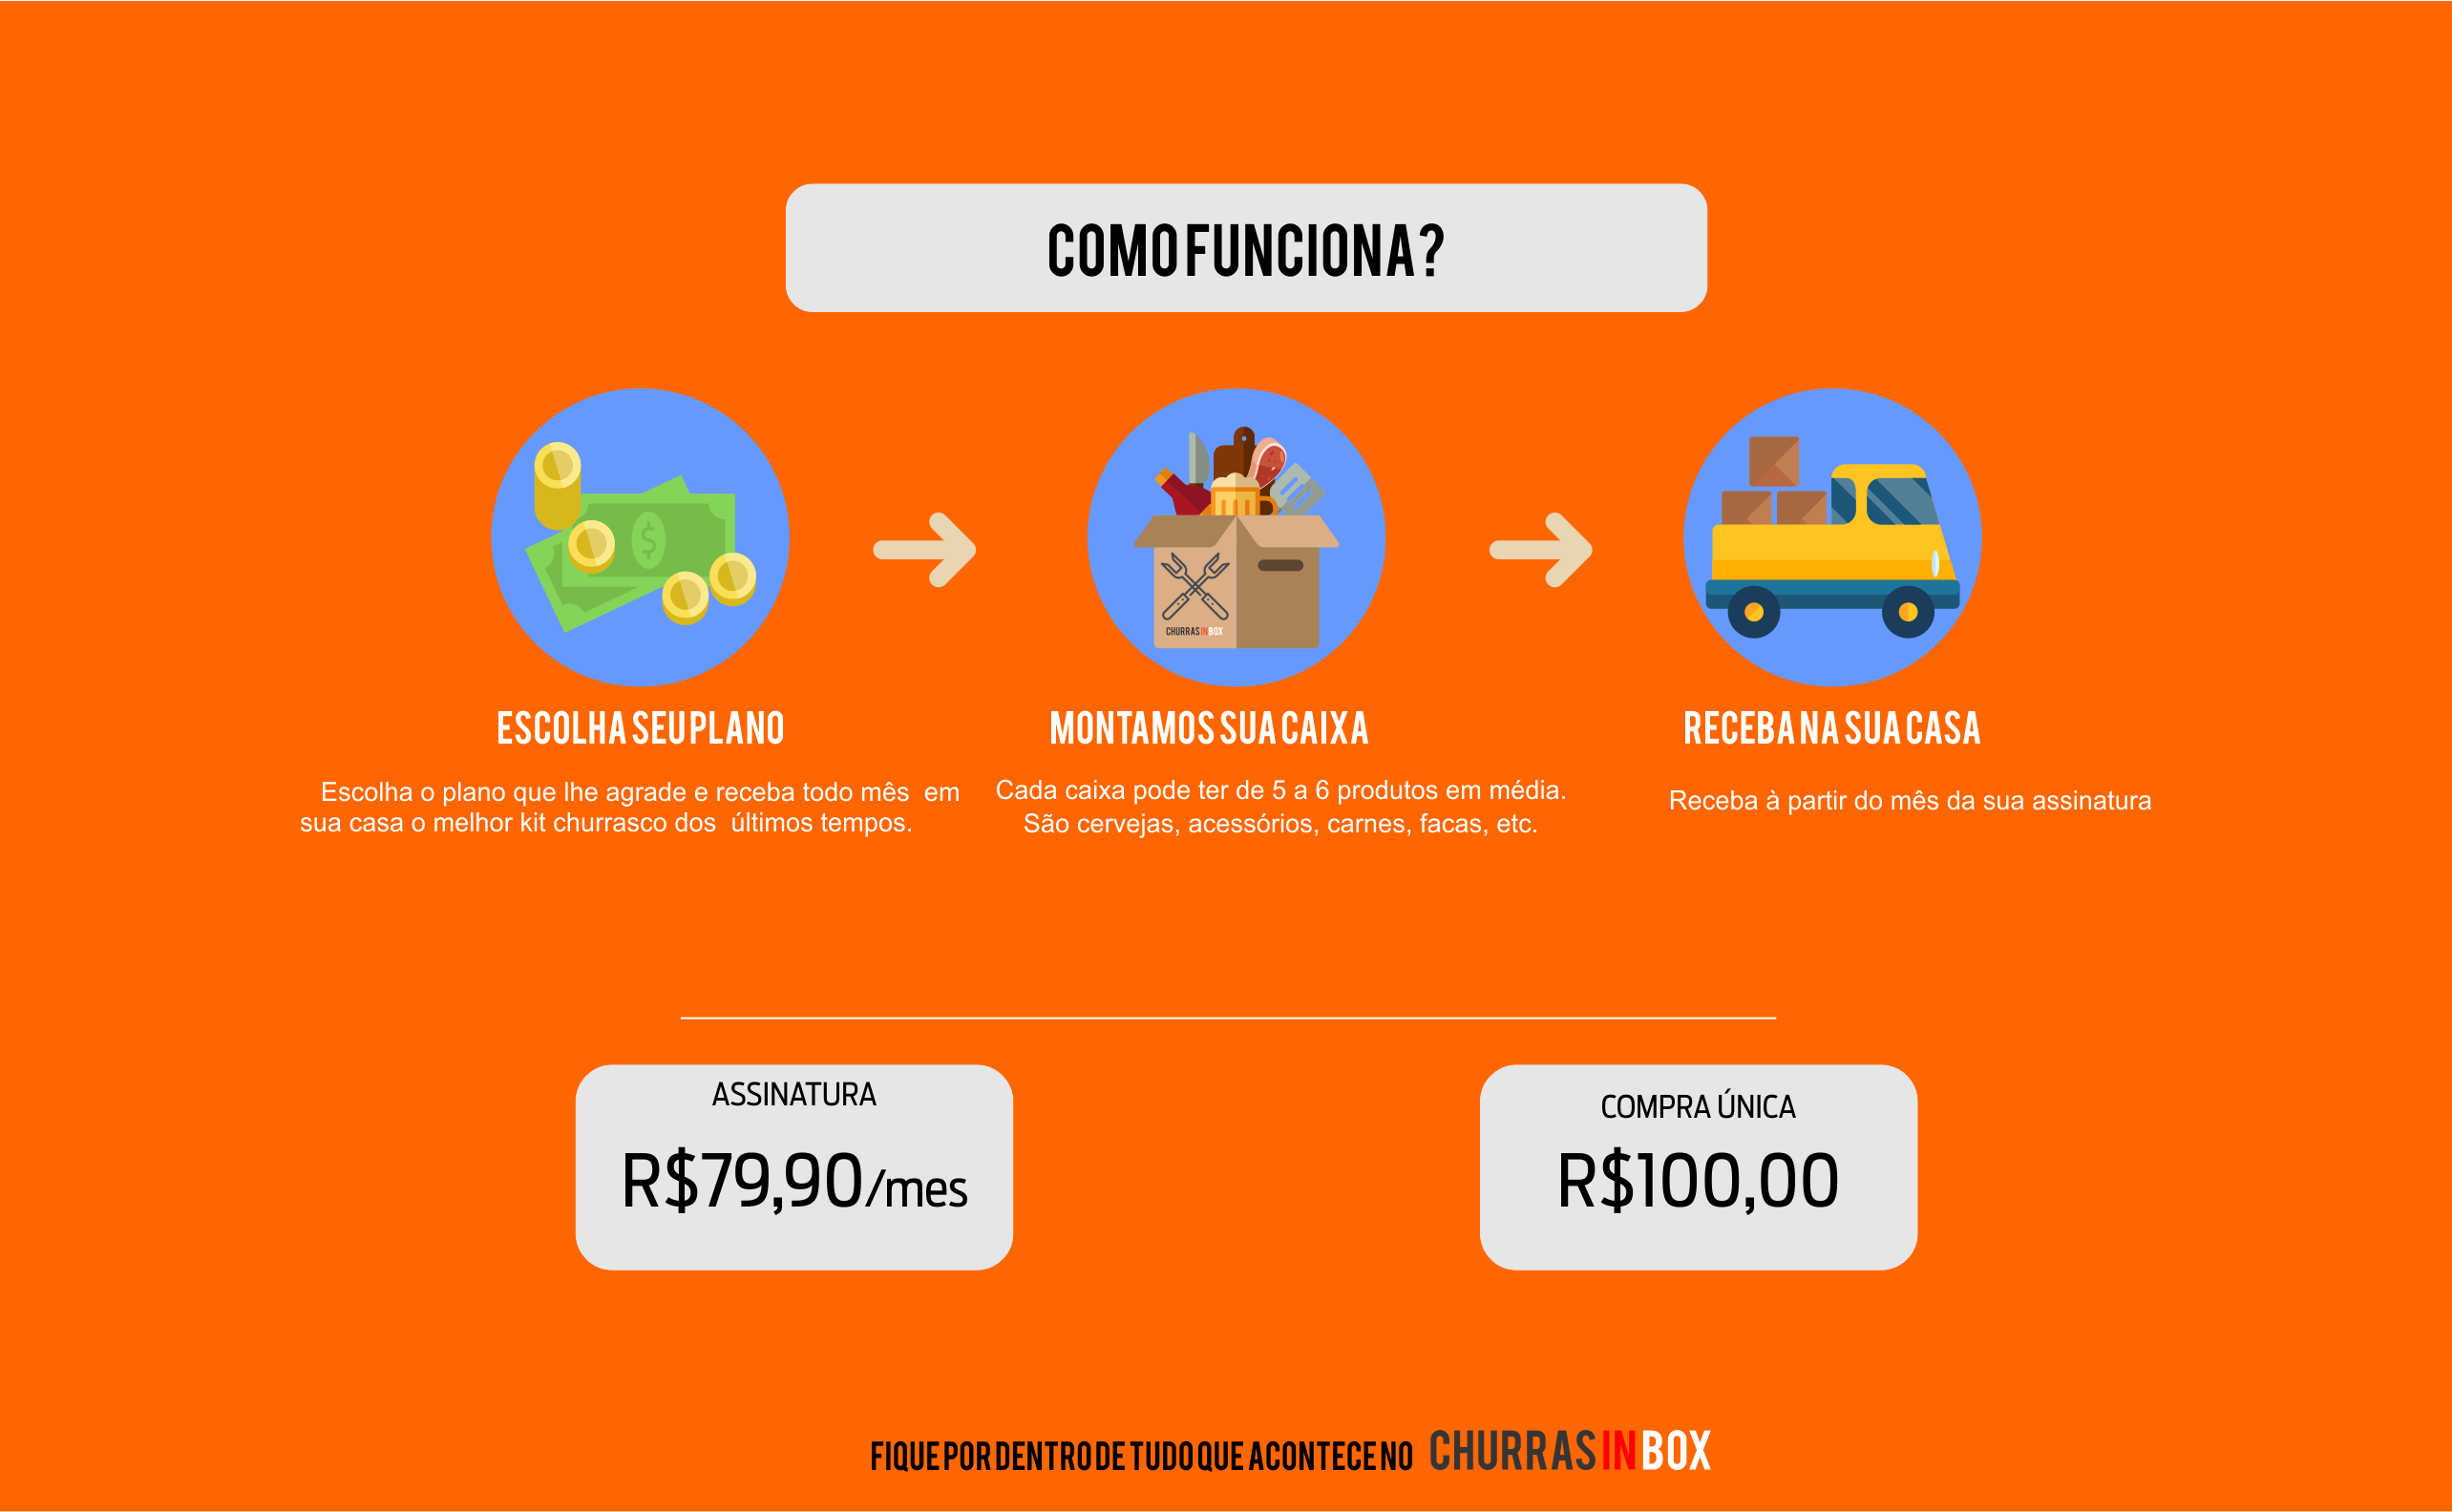 COMO FUNCIONA?
CHURRASINBOX
ESCOLHA SEU PLANO
Escolha o plano que lhe agrade e receba todo mês em
sua casa o melhor kit churrasco dos últimos tempos.
MONTAMOS SUA CAIXA
Cada caixa pode ter de 5 a 6 produtos em média.
São cervejas, acessórios, carnes, facas, etc.
RECEBA NA SUA CASA
Receba à partir do mês da sua assinatura
ASSINATURA
R$79,90/mes
COMPRA ÚNICA
R$100,00
FIQUE POR DENTRO DE TUDO QUE ACONTECE NO CHURRASINBOX